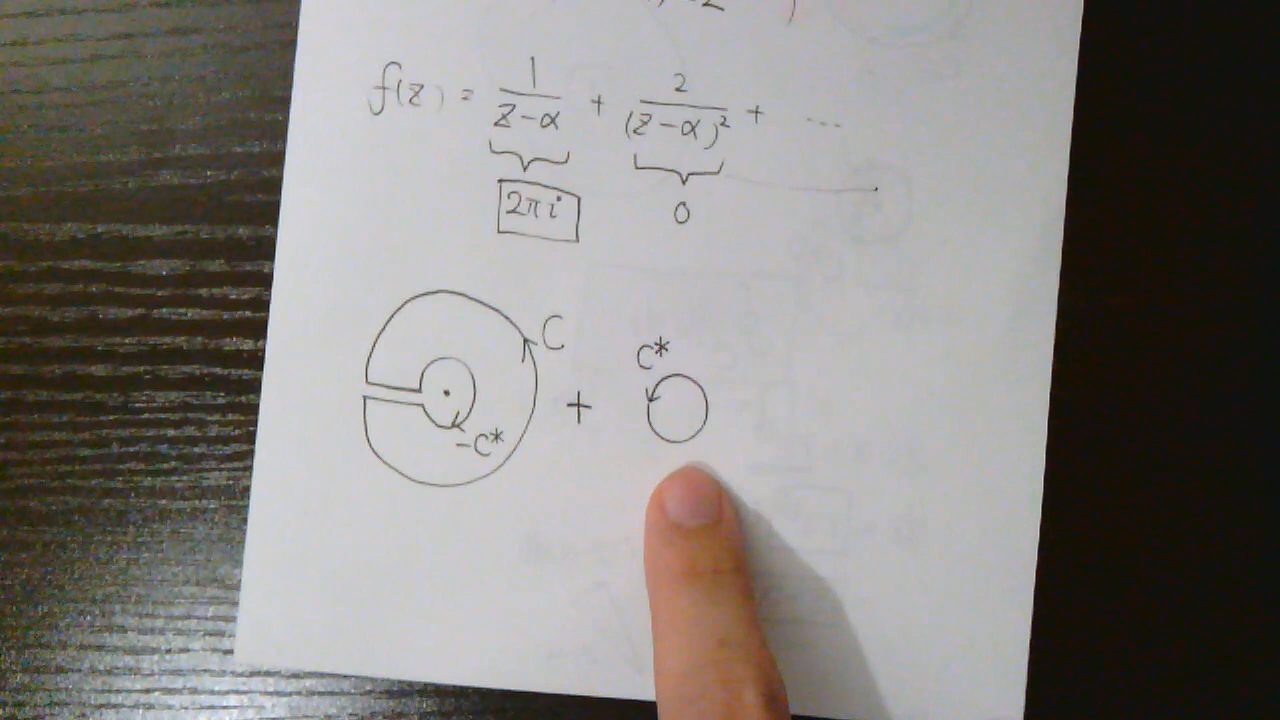 f(z) = 1/(z-α) + 2/(z-α)² + ...
2πi 0
C
C*
+
-C*